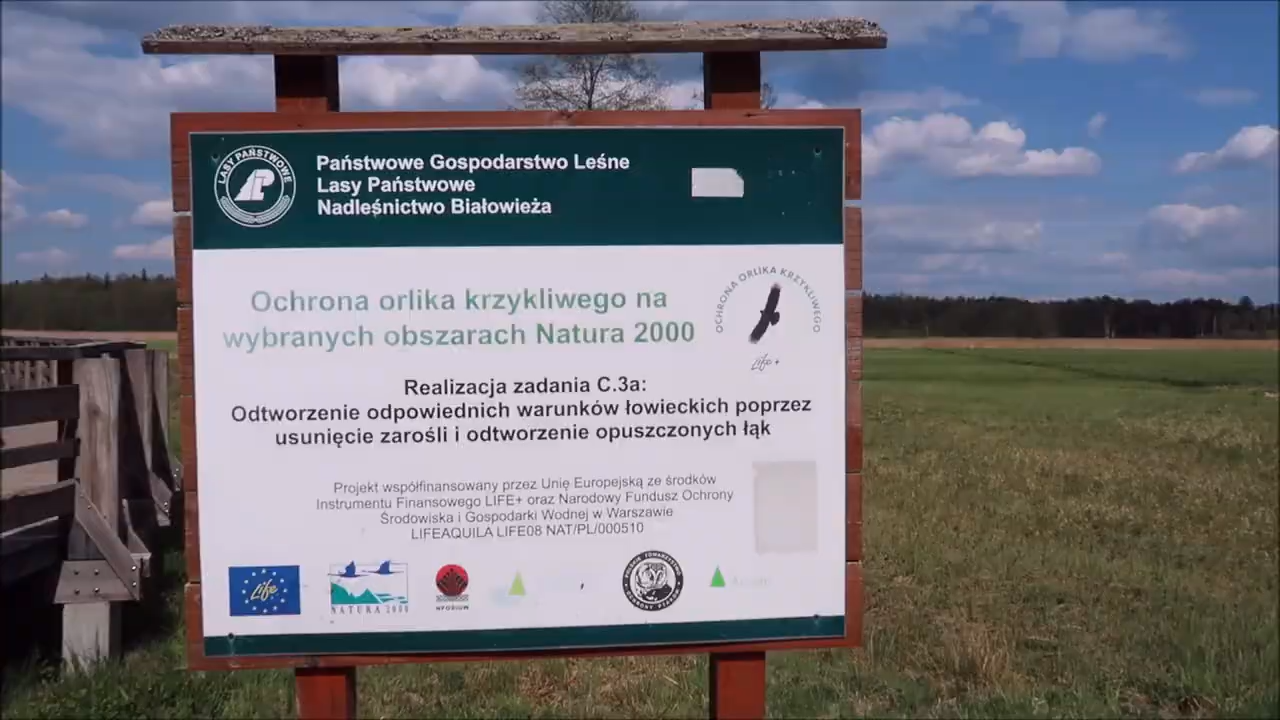 LASY PAŃSTWOWE
Państwowe Gospodarstwo Leśne
Lasy Państwowe
Nadleśnictwo Białowieża
Ochrona orlika krzykliwego na
wybranych obszarach Natura 2000
OCHRONA ORLIKA KRZYKLIWEGO
Life +
Realizacja zadania C.3a:
Odtworzenie odpowiednich warunków łowieckich poprzez
usunięcie zarośli i odtworzenie opuszczonych łąk
Projekt współfinansowany przez Unię Europejską ze środków
Instrumentu Finansowego LIFE+ oraz Narodowy Fundusz Ochrony
Środowiska i Gospodarki Wodnej w Warszawie
LIFEAQUILA LIFE08 NAT/PL/000510
Life
NATURA 2000
NFOŚiGW